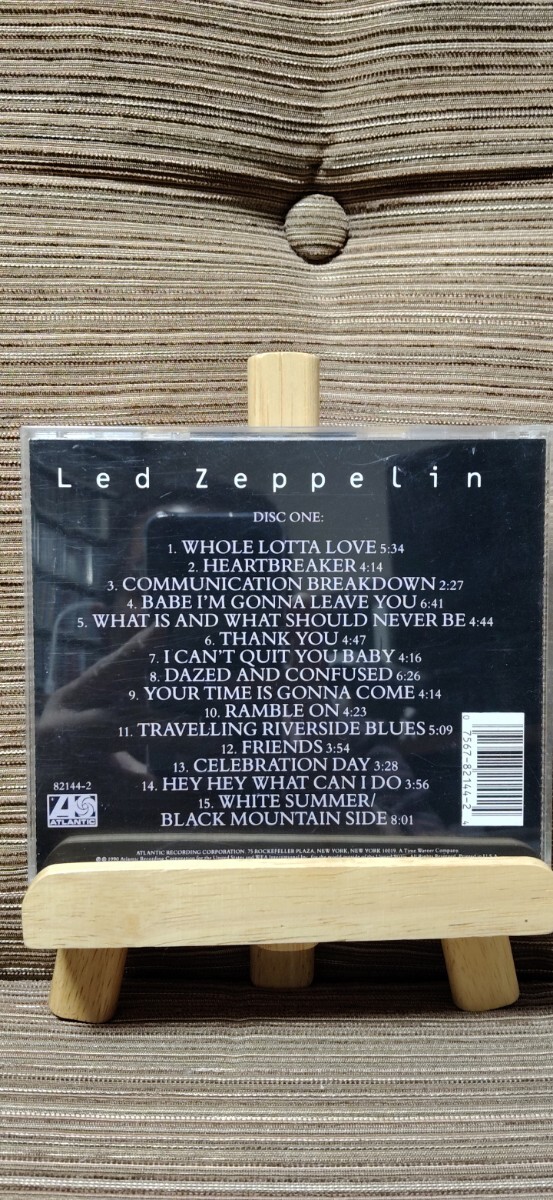 Led Zeppelin
DISC ONE:
1. WHOLE LOTTA LOVE 5:34
2. HEARTBREAKER 4:14
3. COMMUNICATION BREAKDOWN 2:27
4. BABE I'M GONNA LEAVE YOU 6:41
5. WHAT IS AND WHAT SHOULD NEVER BE 4:44
6. THANK YOU 4:47
7. I CAN'T QUIT YOU BABY 4:16
8. DAZED AND CONFUSED 6:26
9. YOUR TIME IS GONNA COME 4:14
10. RAMBLE ON 4:23
11. TRAVELLING RIVERSIDE BLUES 5:09
12. FRIENDS 3:54
13. CELEBRATION DAY 3:28
14. HEY HEY WHAT CAN I DO 3:56
15. WHITE SUMMER/
BLACK MOUNTAIN SIDE 8:01
82144-2
ATLANTIC
0 7567-82144-2 4
ATLANTIC RECORDING CORPORATION, 75 ROCKEFELLER PLAZA, NEW YORK, NEW YORK 10019. A Time Warner Company